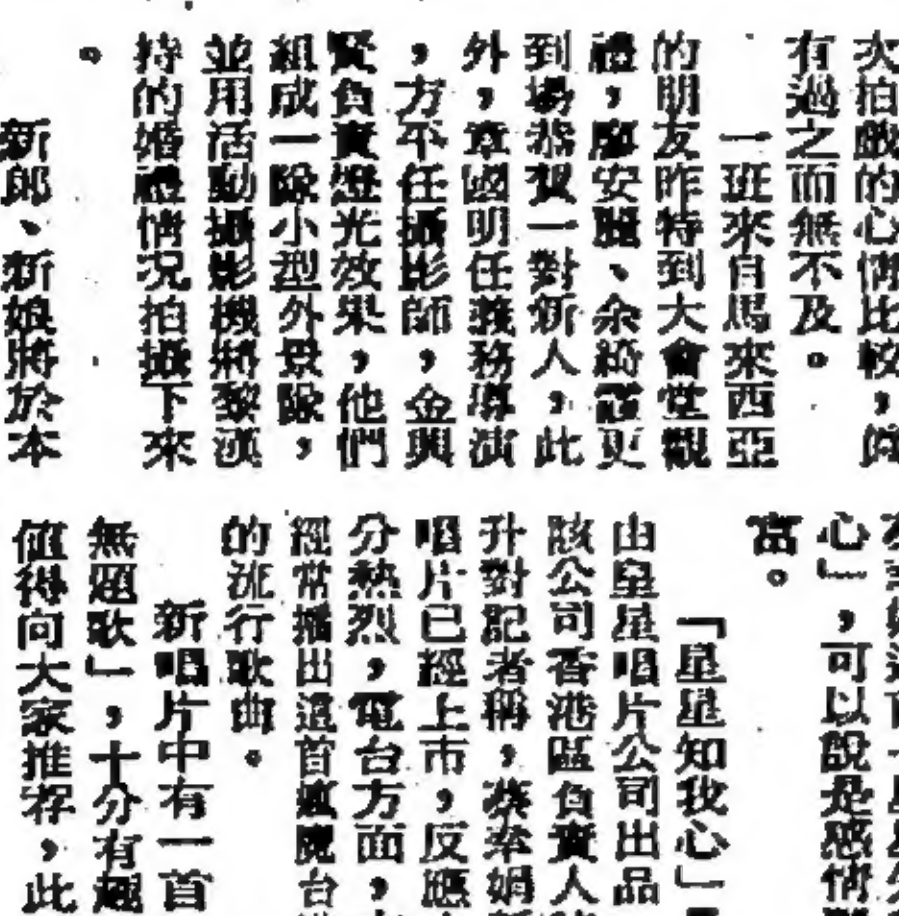 次拍戲的心情比較，
有過之而無不及。
一班來自馬來西亞
的朋友昨特到大會堂觀
禮，廖安麗、余綺霞更
到場恭賀一對新人，此
外，章國明任義務導演
，方不任攝影師，金興
賢負責燈光效果，他們
組成一隊小型外景隊，
並用活動攝影機將黎漢
持的婚禮情況拍攝下來
。
新郎、新娘將於本
心」，可以說是感情
富。
「星星知我心」
由星星唱片公司出品
該公司香港區負責人
升對記者稱，蔡幸娟
唱片已經上市，反應
分熱烈，電台方面，
經常播出這首瘋魔台
的流行歌曲。
新唱片中有一首
無題歌」，十分有趣
值得向大家推荐，此